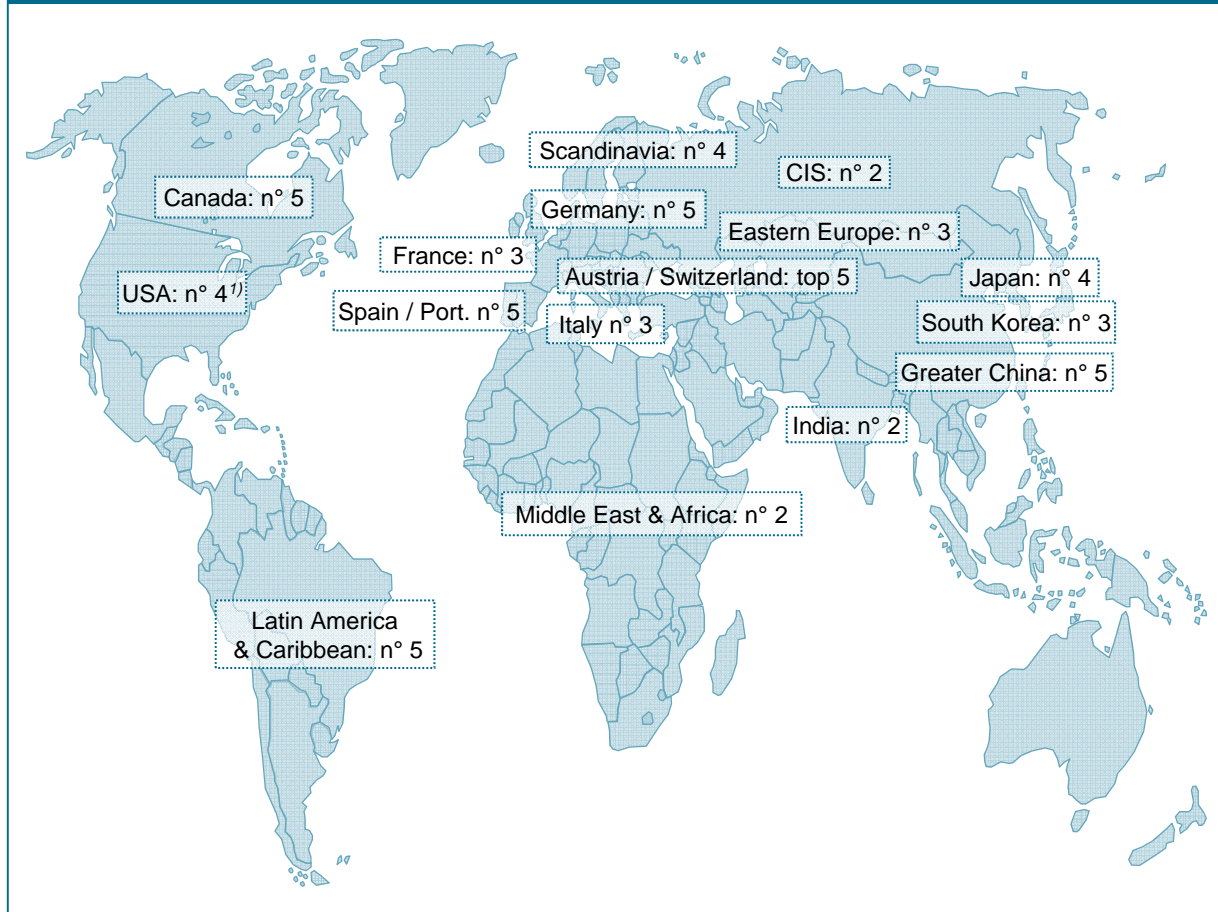 Scandinavia: n° 4
CIS: n° 2
Canada: n° 5
Germany: n° 5
Eastern Europe: n° 3
France: n° 3
Austria / Switzerland: top 5
Japan: n° 4
USA: n° 4¹⁾
Spain / Port. n° 5
Italy n° 3
South Korea: n° 3
Greater China: n° 5
India: n° 2
Middle East & Africa: n° 2
Latin America
& Caribbean: n° 5